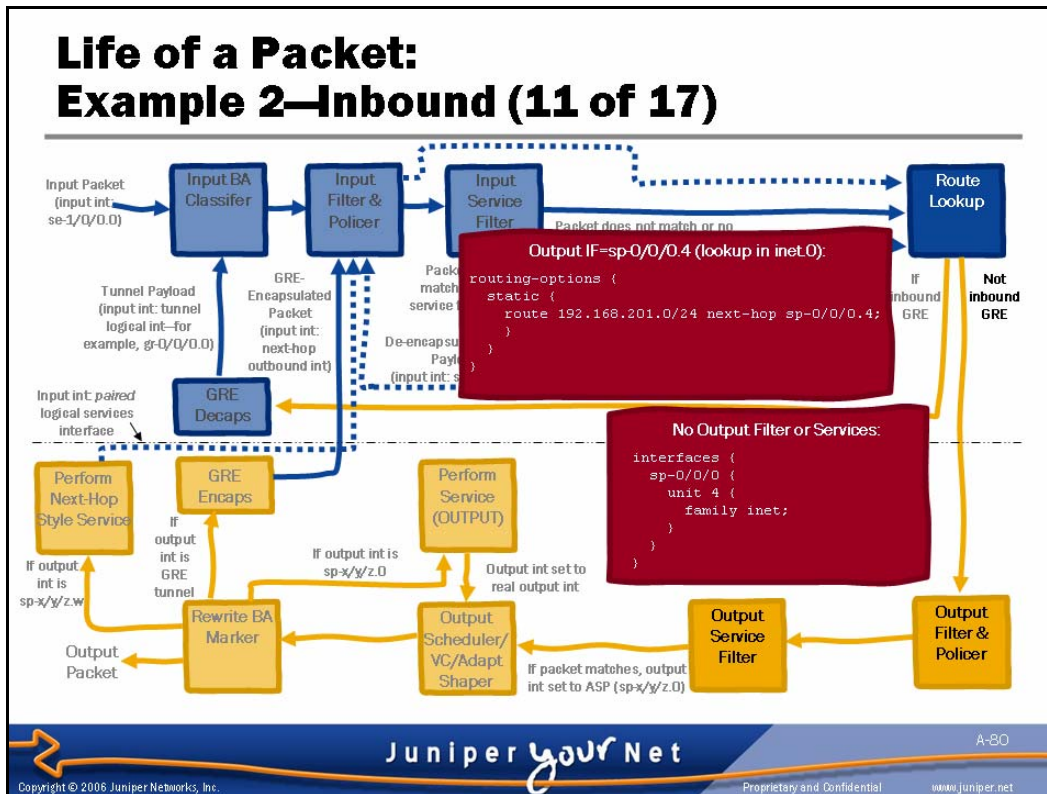 Life of a Packet:
Example 2—Inbound (11 of 17)
Input Packet
(input int:
se-1/0/0.0)
Input BA
Classifer
Input
Filter &
Policer
Input
Service
Filter
Route
Lookup
Packet does not match or no
Tunnel Payload
(input int: tunnel
logical int—for
example, gr-0/0/0.0)
GRE-
Encapsulated
Packet
(input int:
next-hop
outbound int)
match
service
De-encapsu
(input int:
Output IF=sp-0/0/0.4 (lookup in inet.0):
routing-options {
static {
route 192.168.201.0/24 next-hop sp-0/0/0.4;
}
}
}
If
inbound
GRE
Not
inbound
GRE
Input int: paired
logical services
interface
GRE
Decaps
No Output Filter or Services:
interfaces {
sp-0/0/0 {
unit 4 {
family inet;
}
}
}
Perform
Next-Hop
Style Service
GRE
Encaps
Perform
Service
(OUTPUT)
If output
int is
sp-x/y/z.w
If
output
int is
GRE
tunnel
If output int is
sp-x/y/z.0
Output int set to
real output int
Rewrite BA
Marker
Output
Scheduler/
VC/Adapt
Shaper
Output
Service
Filter
Output
Filter &
Policer
Output
Packet
If packet matches, output
int set to ASP (sp-x/y/z.0)
Juniper your Net
A-80
Copyright © 2006 Juniper Networks, Inc.
Proprietary and Confidential
www.juniper.net